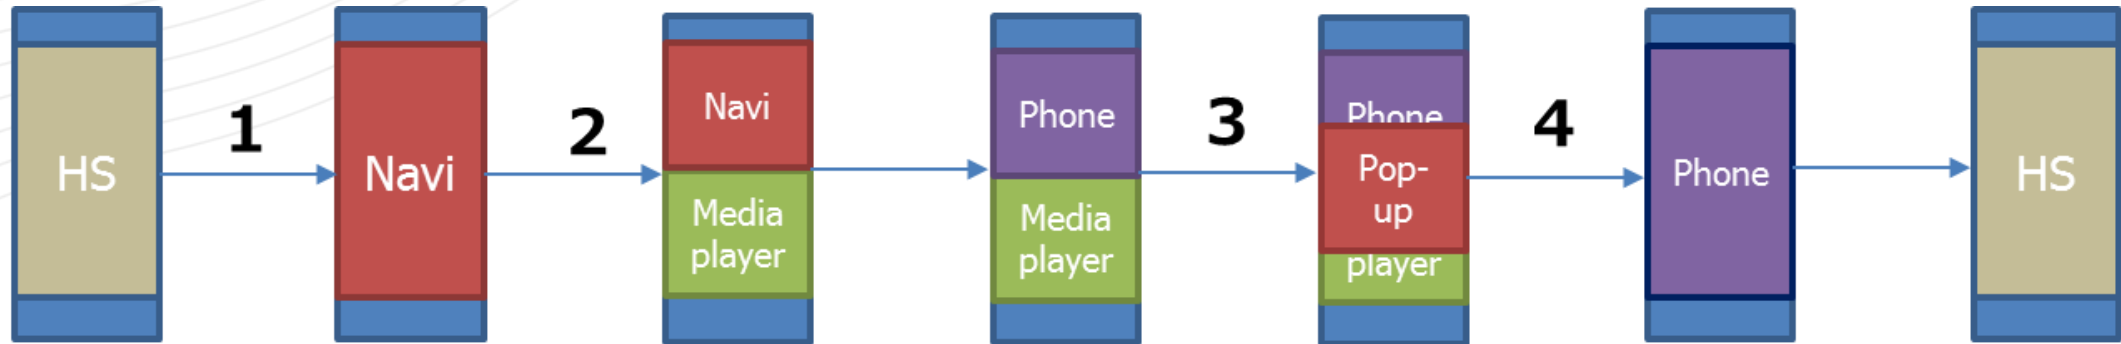 HS
1
Navi
2
Navi
Media
player
Phone
Media
player
3
Phone
Pop-
up
player
4
Phone
HS